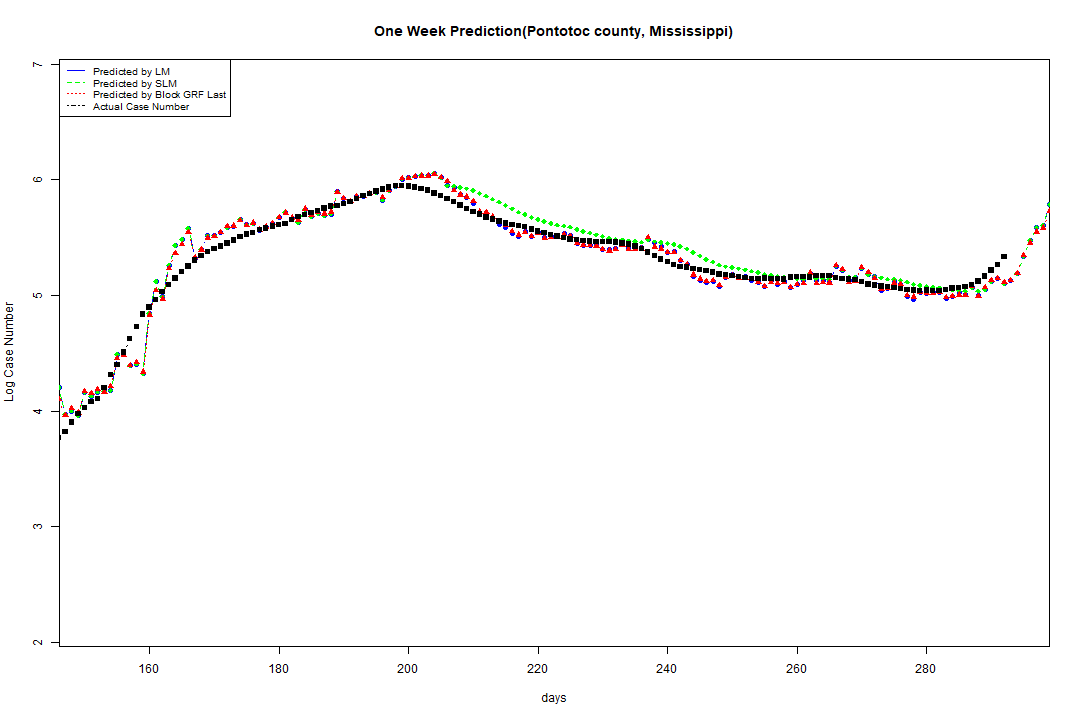 One Week Prediction(Pontotoc county, Mississippi)
Predicted by LM
Predicted by SLM
Predicted by Block GRF Last
Actual Case Number
7
6
5
4
3
2
Log Case Number
160 180 200 220 240 260 280
days